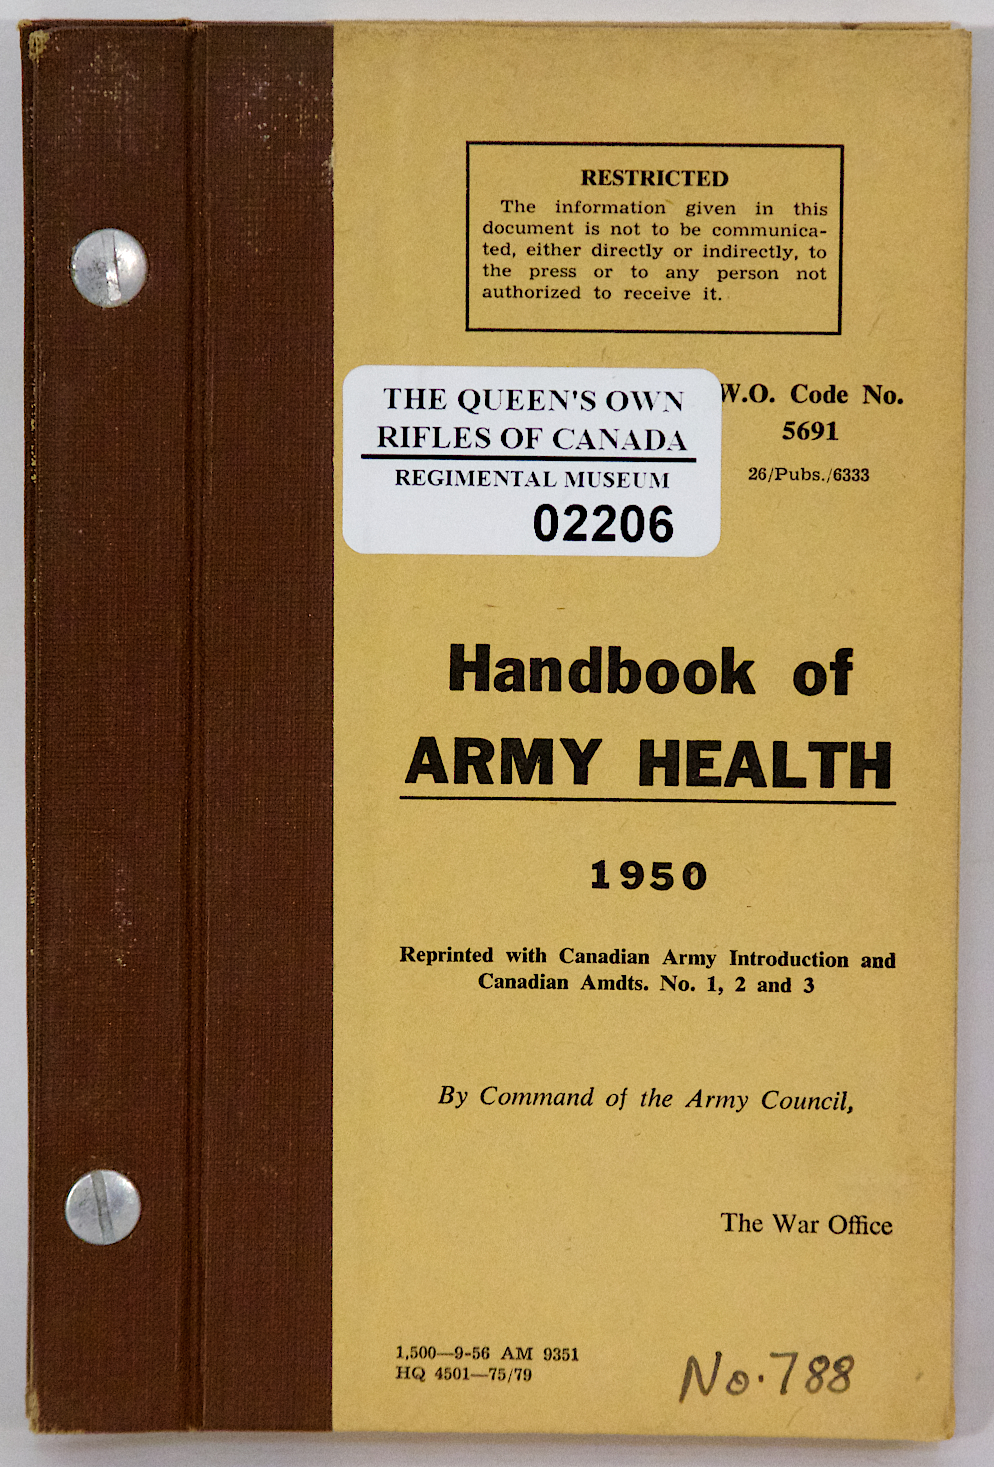 RESTRICTED
The information given in this
document is not to be communica-
ted, either directly or indirectly, to
the press or to any person not
authorized to receive it.
THE QUEEN'S OWN
RIFLES OF CANADA
REGIMENTAL MUSEUM
02206
W.O. Code No.
5691
26/Pubs./6333
Handbook of
ARMY HEALTH
1950
Reprinted with Canadian Army Introduction and
Canadian Amdts. No. 1, 2 and 3
By Command of the Army Council,
The War Office
1,500—9-56 AM 9351
HQ 4501—75/79
No. 788